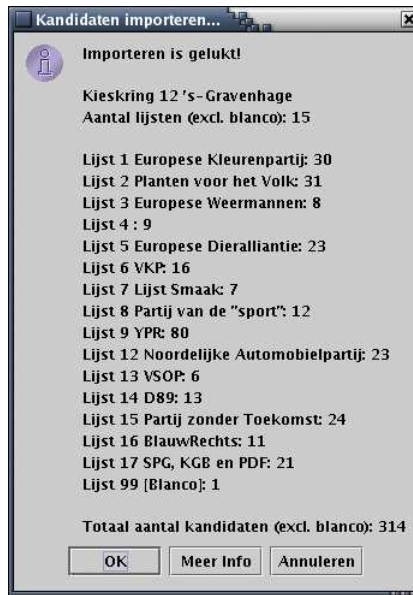 Kandidaten importeren...
Importeren is gelukt!
Kieskring 12 's-Gravenhage
Aantal lijsten (excl. blanco): 15
Lijst 1 Europese Kleurenpartij: 30
Lijst 2 Planten voor het Volk: 31
Lijst 3 Europese Weermannen: 8
Lijst 4 : 9
Lijst 5 Europese Dieralliantie: 23
Lijst 6 VKP: 16
Lijst 7 Lijst Smaak: 7
Lijst 8 Partij van de "sport": 12
Lijst 9 YPR: 80
Lijst 12 Noordelijke Automobielpartij: 23
Lijst 13 VSOP: 6
Lijst 14 D89: 13
Lijst 15 Partij zonder Toekomst: 24
Lijst 16 BlauwRechts: 11
Lijst 17 SPG, KGB en PDF: 21
Lijst 99 [Blanco]: 1
Totaal aantal kandidaten (excl. blanco): 314
OK Meer Info Annuleren